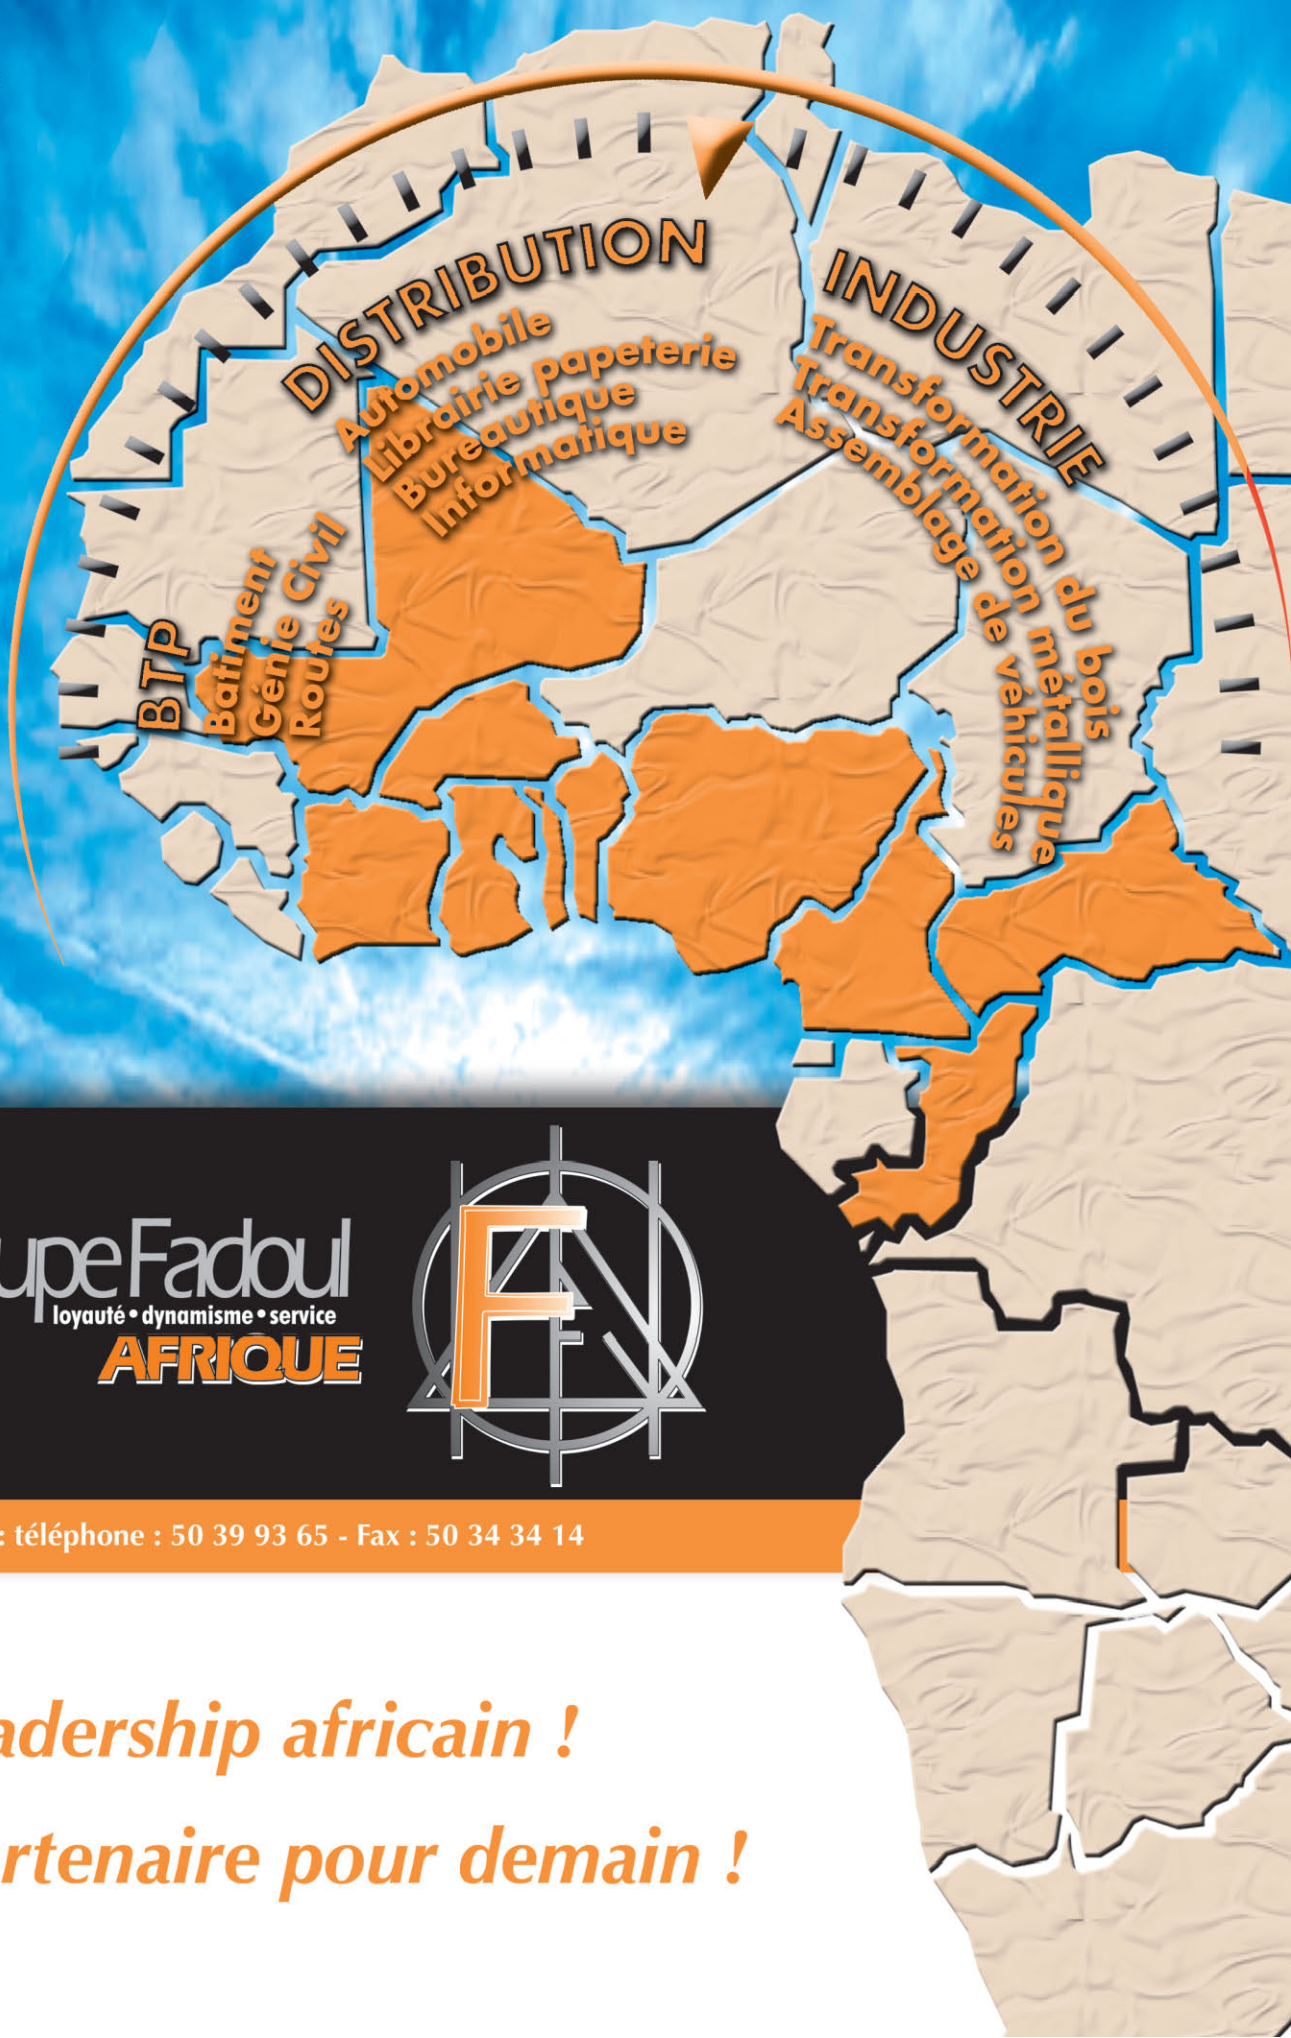 DISTRIBUTION
Automobile
Librairie papeterie
Bureautique
Informatique
INDUSTRIE
Transformation du bois
Transformation métallique
Assemblage de véhicules
BTP
Batiment
Génie Civil
Routes
upeFadoul
loyauté • dynamisme • service
AFRIQUE
F
: téléphone : 50 39 93 65 - Fax : 50 34 34 14
adership africain !
rtenaire pour demain !